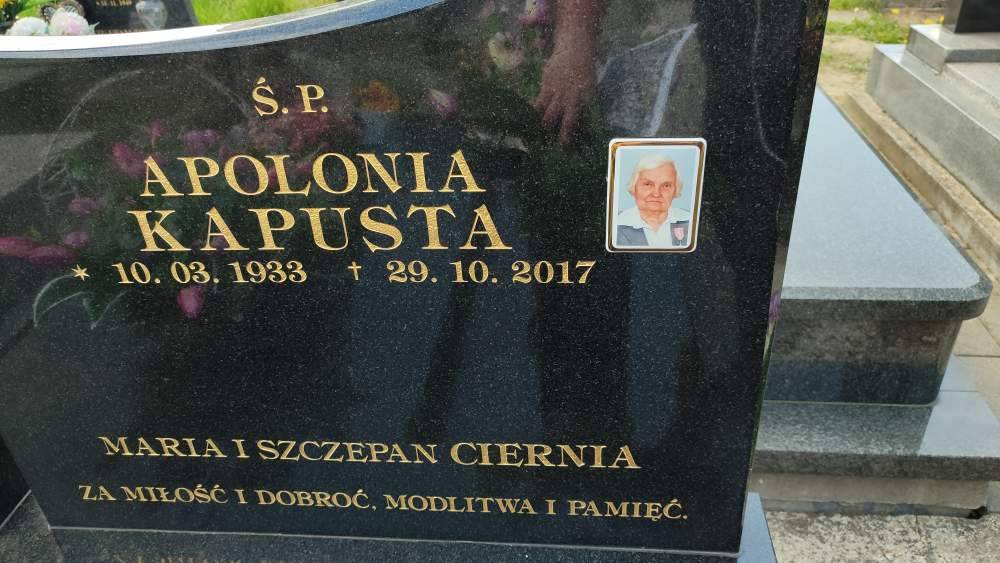 Ś. P.
APOLONIA
KAPUSTA
* 10. 03. 1933 † 29. 10. 2017
MARIA I SZCZEPAN CIERNIA
ZA MIŁOŚĆ I DOBROĆ, MODLITWA I PAMIĘĆ.